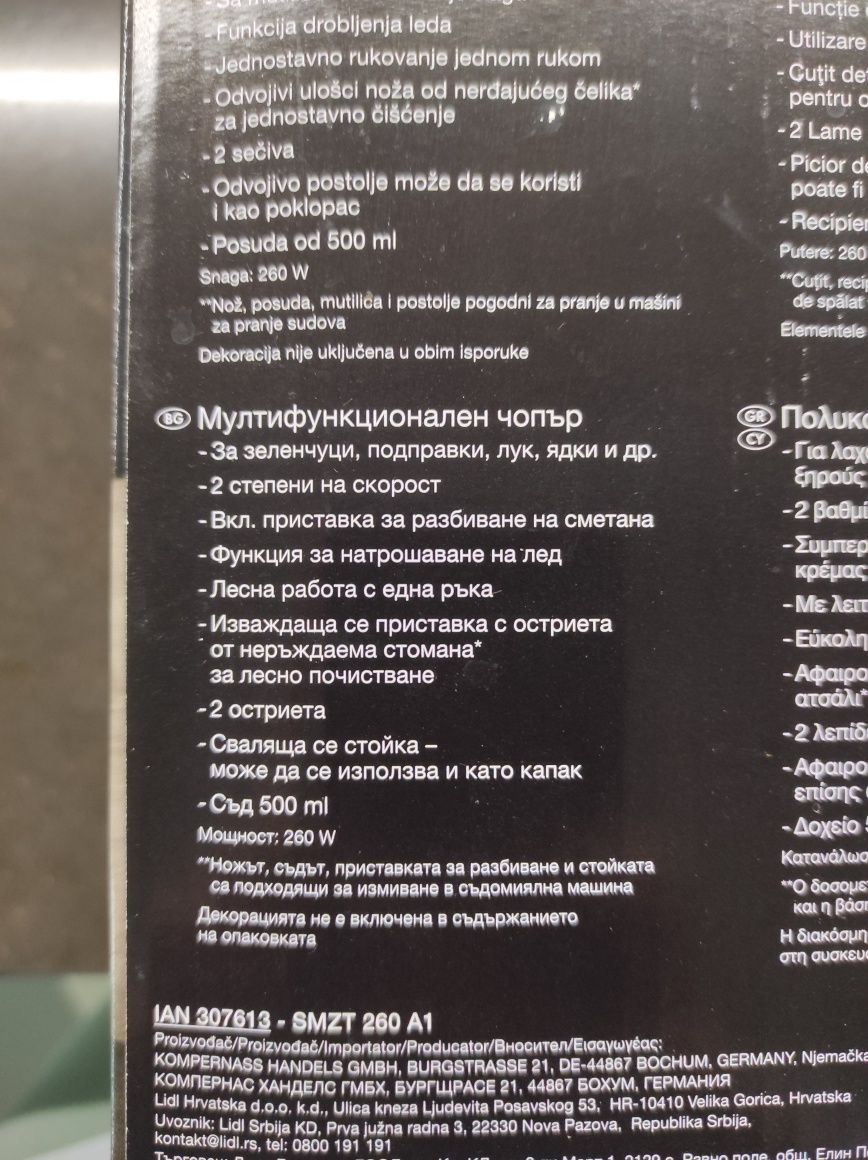 - Funkcija drobljenja leda
- Jednostavno rukovanje jednom rukom
- Odvojivi ulošci noža od nerđajućeg čelika*
za jednostavno čišćenje
- 2 sečiva
- Odvojivo postolje može da se koristi
i kao poklopac
- Posuda od 500 ml
Snaga: 260 W
**Nož, posuda, mutilica i postolje pogodni za pranje u mašini
za pranje sudova
Dekoracija nije uključena u obim isporuke
BG Мултифункционален чопър
- За зеленчуци, подправки, лук, ядки и др.
- 2 степени на скорост
- Вкл. приставка за разбиване на сметана
- Функция за натрошаване на лед
- Лесна работа с една ръка
- Изваждаща се приставка с остриета
от неръждаема стомана*
за лесно почистване
- 2 остриета
- Сваляща се стойка –
може да се използва и като капак
- Съд 500 ml
Мощност: 260 W
**Ножът, съдът, приставката за разбиване и стойката
са подходящи за измиване в съдомиялна машина
Декорацията не е включена в съдържанието
на опаковката
- Funcție
- Utilizare
- Cuțit
pentru
- 2 Lame
- Picior
poate fi
Putere: 260
**Cuțit,
de spălat
Elementele
GR
CY
- Για
ξηρούς
- 2
κρέμας
- Με
ατσάλι*
- 2
επίσης
- Δοχείο
**Ο
και η
Η
στη
IAN 307613 - SMZT 260 A1
Proizvođač/Proizvođač/Importator/Producator/Вносител/Εισαγωγέας:
KOMPERNASS HANDELS GMBH, BURGSTRASSE 21, DE-44867 BOCHUM, GERMANY, Njemačka
КОМПЕРНАС ХАНДЕЛС ГМБХ, БУРГЩРАСЕ 21, 44867 БОХУМ, ГЕРМАНИЯ
Lidl Hrvatska d.o.o. k.d., Ulica kneza Ljudevita Posavskog 53, HR-10410 Velika Gorica, Hrvatska
Uvoznik: Lidl Srbija KD, Prva južna radna 3, 22330 Nova Pazova, Republika Srbija,
kontakt@lidl.rs, tel: 0800 191 191